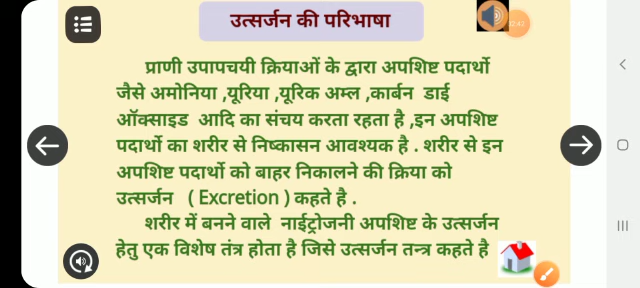 उत्सर्जन की परिभाषा
प्राणी उपापचयी क्रियाओं के द्वारा अपशिष्ट पदार्थो
जैसे अमोनिया ,यूरिया ,यूरिक अम्ल ,कार्बन डाई
ऑक्साइड आदि का संचय करता रहता है ,इन अपशिष्ट
पदार्थो का शरीर से निष्कासन आवश्यक है . शरीर से इन
अपशिष्ट पदार्थो को बाहर निकालने की क्रिया को
उत्सर्जन ( Excretion ) कहते है .
शरीर में बनने वाले नाईट्रोजनी अपशिष्ट के उत्सर्जन
हेतु एक विशेष तंत्र होता है जिसे उत्सर्जन तन्त्र कहते है